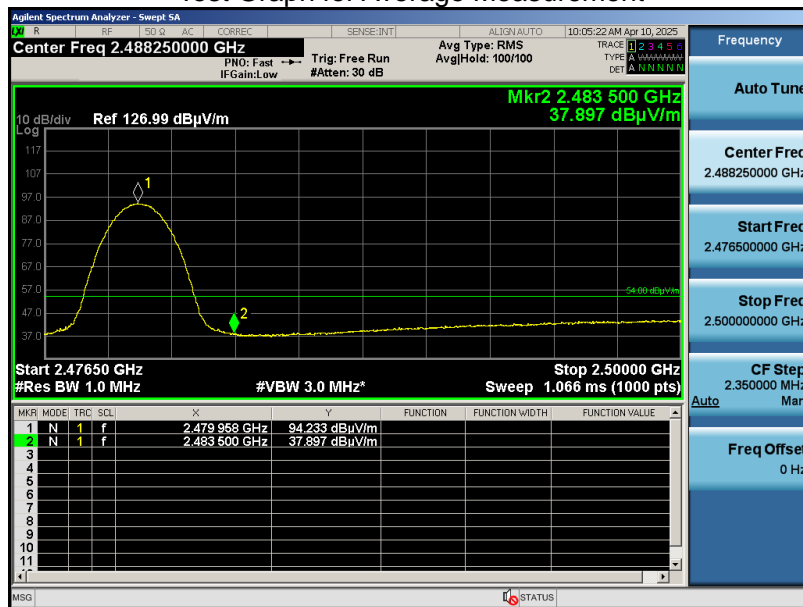 Agilent Spectrum Analyzer - Swept SA
LXI R RF 50 Ω AC CORREC SENSE:INT ALIGN AUTO 10:05:22 AM Apr 10, 2025
Center Freq 2.488250000 GHz
PNO: Fast
IFGain:Low
Trig: Free Run
#Atten: 30 dB
Avg Type: RMS
Avg|Hold: 100/100
TRACE 1 2 3 4 5 6
TYPE A WWWWW
DET A N N N N N
Mkr2 2.483 500 GHz
37.897 dBµV/m
10 dB/div Ref 126.99 dBµV/m
Log
117
107
97.0
87.0
77.0
67.0
57.0
47.0
37.0
1
2
54.00 dBµV/m
Start 2.47650 GHz Stop 2.50000 GHz
#Res BW 1.0 MHz #VBW 3.0 MHz* Sweep 1.066 ms (1000 pts)
MKR MODE TRC SCL X Y FUNCTION FUNCTION WIDTH FUNCTION VALUE
1 N 1 f 2.479 958 GHz 94.233 dBµV/m
2 N 1 f 2.483 500 GHz 37.897 dBµV/m
3
4
5
6
7
8
9
10
11
MSG STATUS
Frequency
Auto Tune
Center Freq
2.488250000 GHz
Start Freq
2.476500000 GHz
Stop Freq
2.500000000 GHz
CF Step
2.350000 MHz
Auto Man
Freq Offset
0 Hz